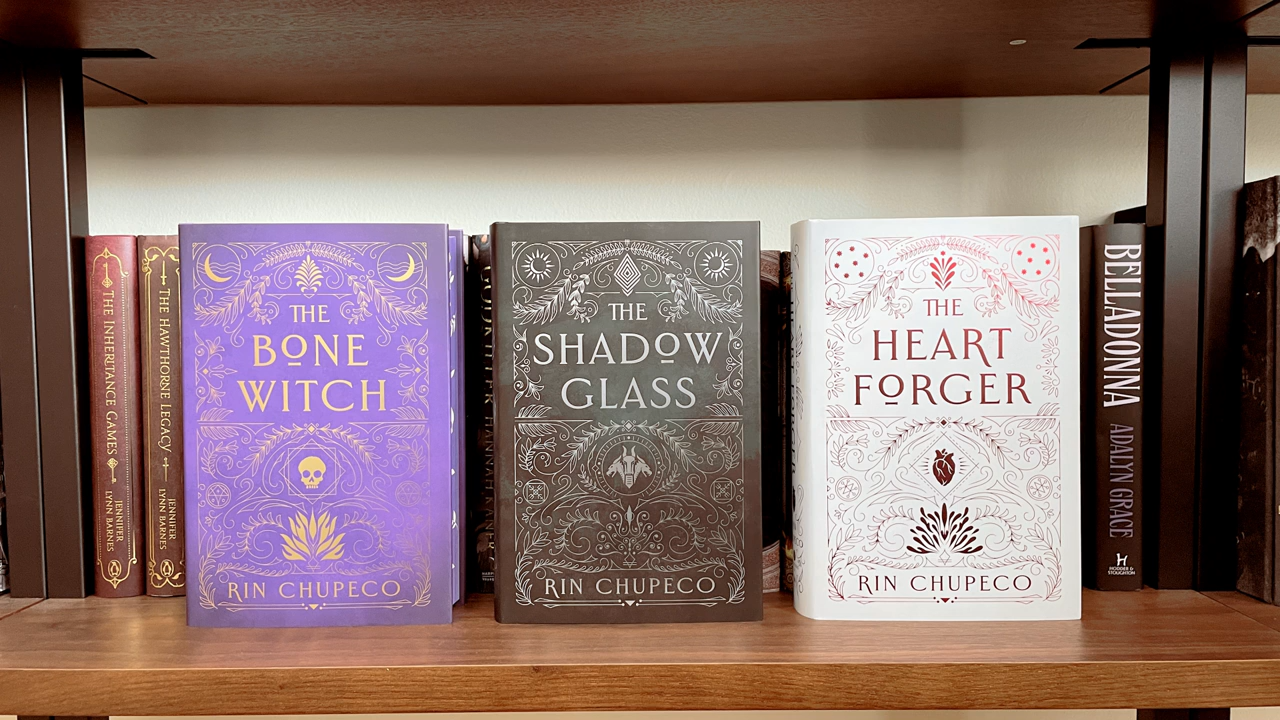 THE INHERITANCE GAMES
JENNIFER
LYNN BARNES
THE HAWTHORNE LEGACY
JENNIFER
LYNN BARNES
THE
BONE
WITCH
RIN CHUPECO
THE
SHADOW
GLASS
RIN CHUPECO
THE
HEART
FORGER
RIN CHUPECO
BELLADONNA
ADALYN GRACE
H
HODDER &
STOUGHTON